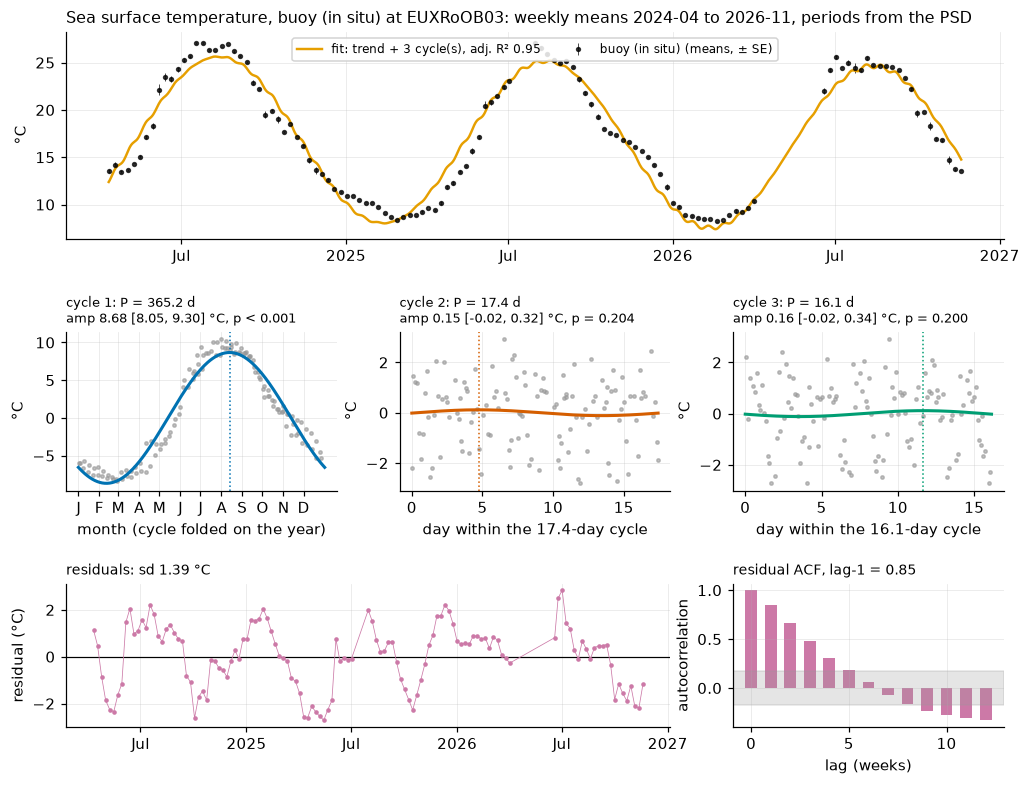 Sea surface temperature, buoy (in situ) at EUXRoOB03: weekly means 2024-04 to 2026-11, periods from the PSD
fit: trend + 3 cycle(s), adj. R² 0.95
buoy (in situ) (means, ± SE)
°C
25
20
15
10
Jul
2025
Jul
2026
Jul
2027
cycle 1: P = 365.2 d
amp 8.68 [8.05, 9.30] °C, p < 0.001
°C
10
5
0
−5
J F M A M J J A S O N D
month (cycle folded on the year)
cycle 2: P = 17.4 d
amp 0.15 [-0.02, 0.32] °C, p = 0.204
°C
2
0
−2
0 5 10 15
day within the 17.4-day cycle
cycle 3: P = 16.1 d
amp 0.16 [-0.02, 0.34] °C, p = 0.200
°C
2
0
−2
0 5 10 15
day within the 16.1-day cycle
residuals: sd 1.39 °C
residual (°C)
2
0
−2
Jul
2025
Jul
2026
Jul
2027
residual ACF, lag-1 = 0.85
autocorrelation
1.0
0.5
0.0
0 5 10
lag (weeks)